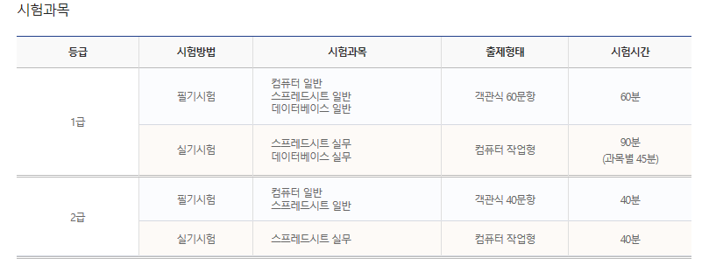 시험과목
등급 시험방법 시험과목 출제형태 시험시간
1급
필기시험
컴퓨터 일반
스프레드시트 일반
데이터베이스 일반
객관식 60문항
60분
실기시험
스프레드시트 실무
데이터베이스 실무
컴퓨터 작업형
90분
(과목별 45분)
2급
필기시험
컴퓨터 일반
스프레드시트 일반
객관식 40문항
40분
실기시험
스프레드시트 실무
컴퓨터 작업형
40분